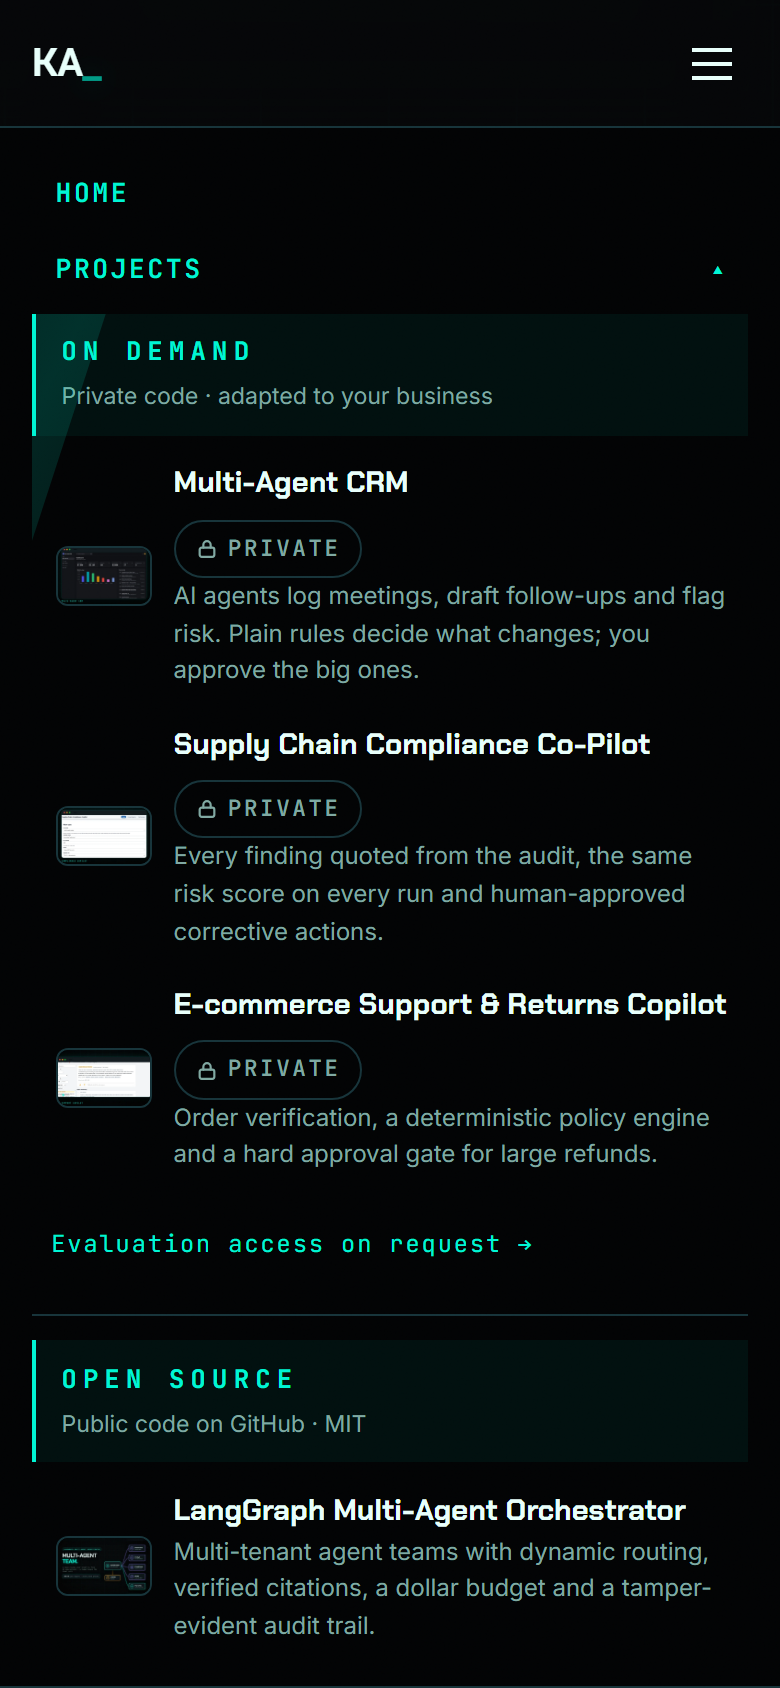 KA_
HOME
PROJECTS ▲
ON DEMAND
Private code · adapted to your business
Multi-Agent CRM
PRIVATE
AI agents log meetings, draft follow-ups and flag
risk. Plain rules decide what changes; you
approve the big ones.
Supply Chain Compliance Co-Pilot
PRIVATE
Every finding quoted from the audit, the same
risk score on every run and human-approved
corrective actions.
E-commerce Support & Returns Copilot
PRIVATE
Order verification, a deterministic policy engine
and a hard approval gate for large refunds.
Evaluation access on request →
OPEN SOURCE
Public code on GitHub · MIT
LangGraph Multi-Agent Orchestrator
MULTI-AGENT
TEAM
Multi-tenant agent teams with dynamic routing,
verified citations, a dollar budget and a tamper-
evident audit trail.